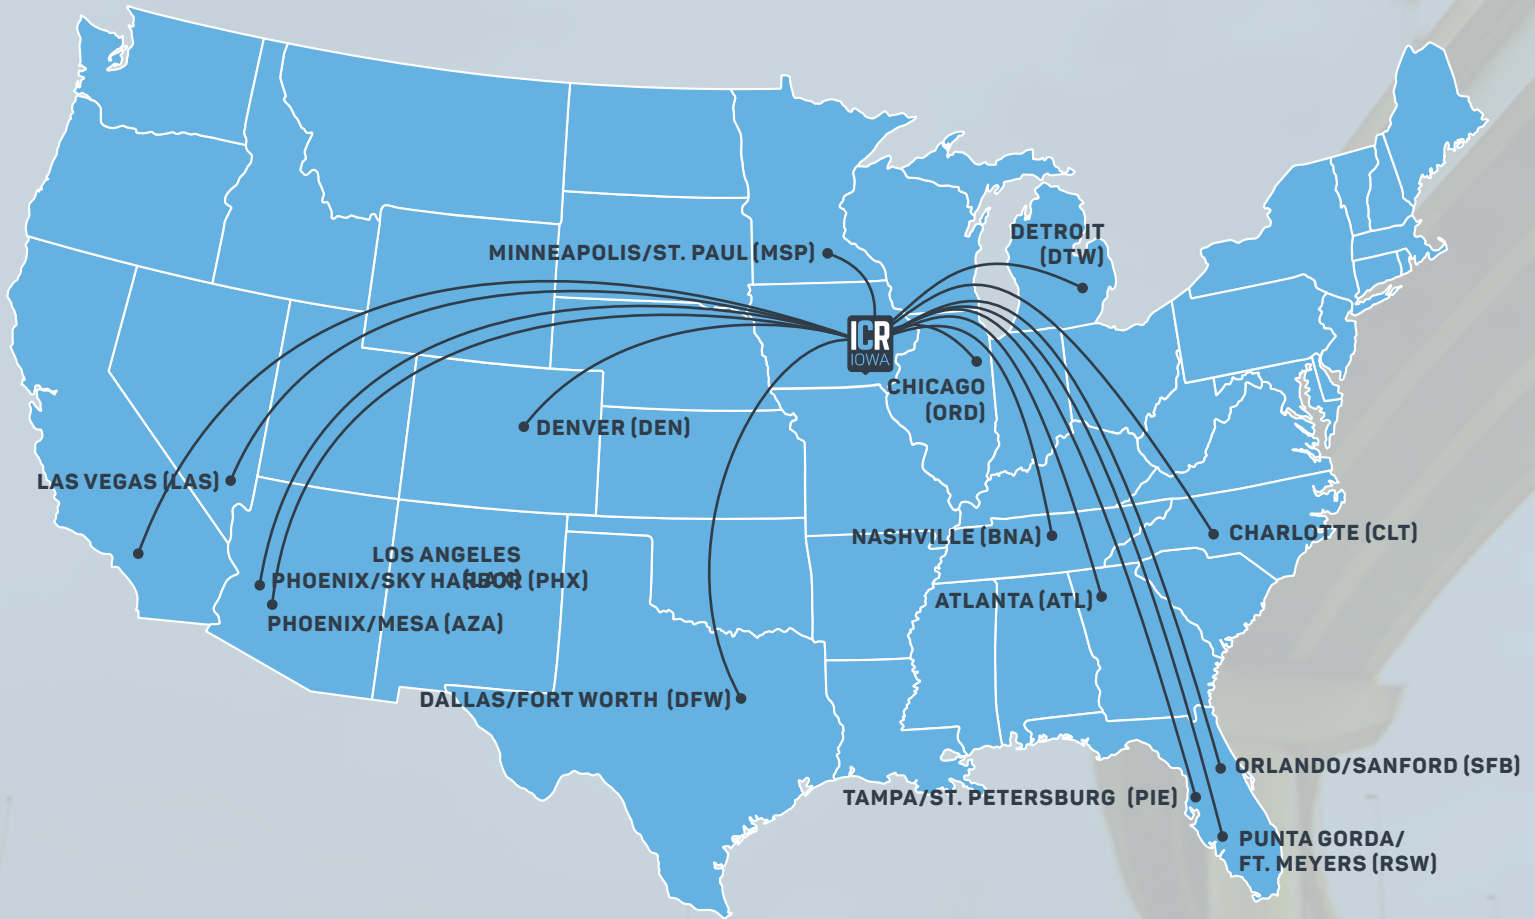 DETROIT
(DTW)
MINNEAPOLIS/ST. PAUL (MSP)
ICR
IOWA
CHICAGO
(ORD)
DENVER (DEN)
LAS VEGAS (LAS)
NASHVILLE (BNA)
CHARLOTTE (CLT)
LOS ANGELES
(LAX)
PHOENIX/SKY HARBOR (PHX)
ATLANTA (ATL)
PHOENIX/MESA (AZA)
DALLAS/FORT WORTH (DFW)
ORLANDO/SANFORD (SFB)
TAMPA/ST. PETERSBURG (PIE)
PUNTA GORDA/
FT. MEYERS (RSW)